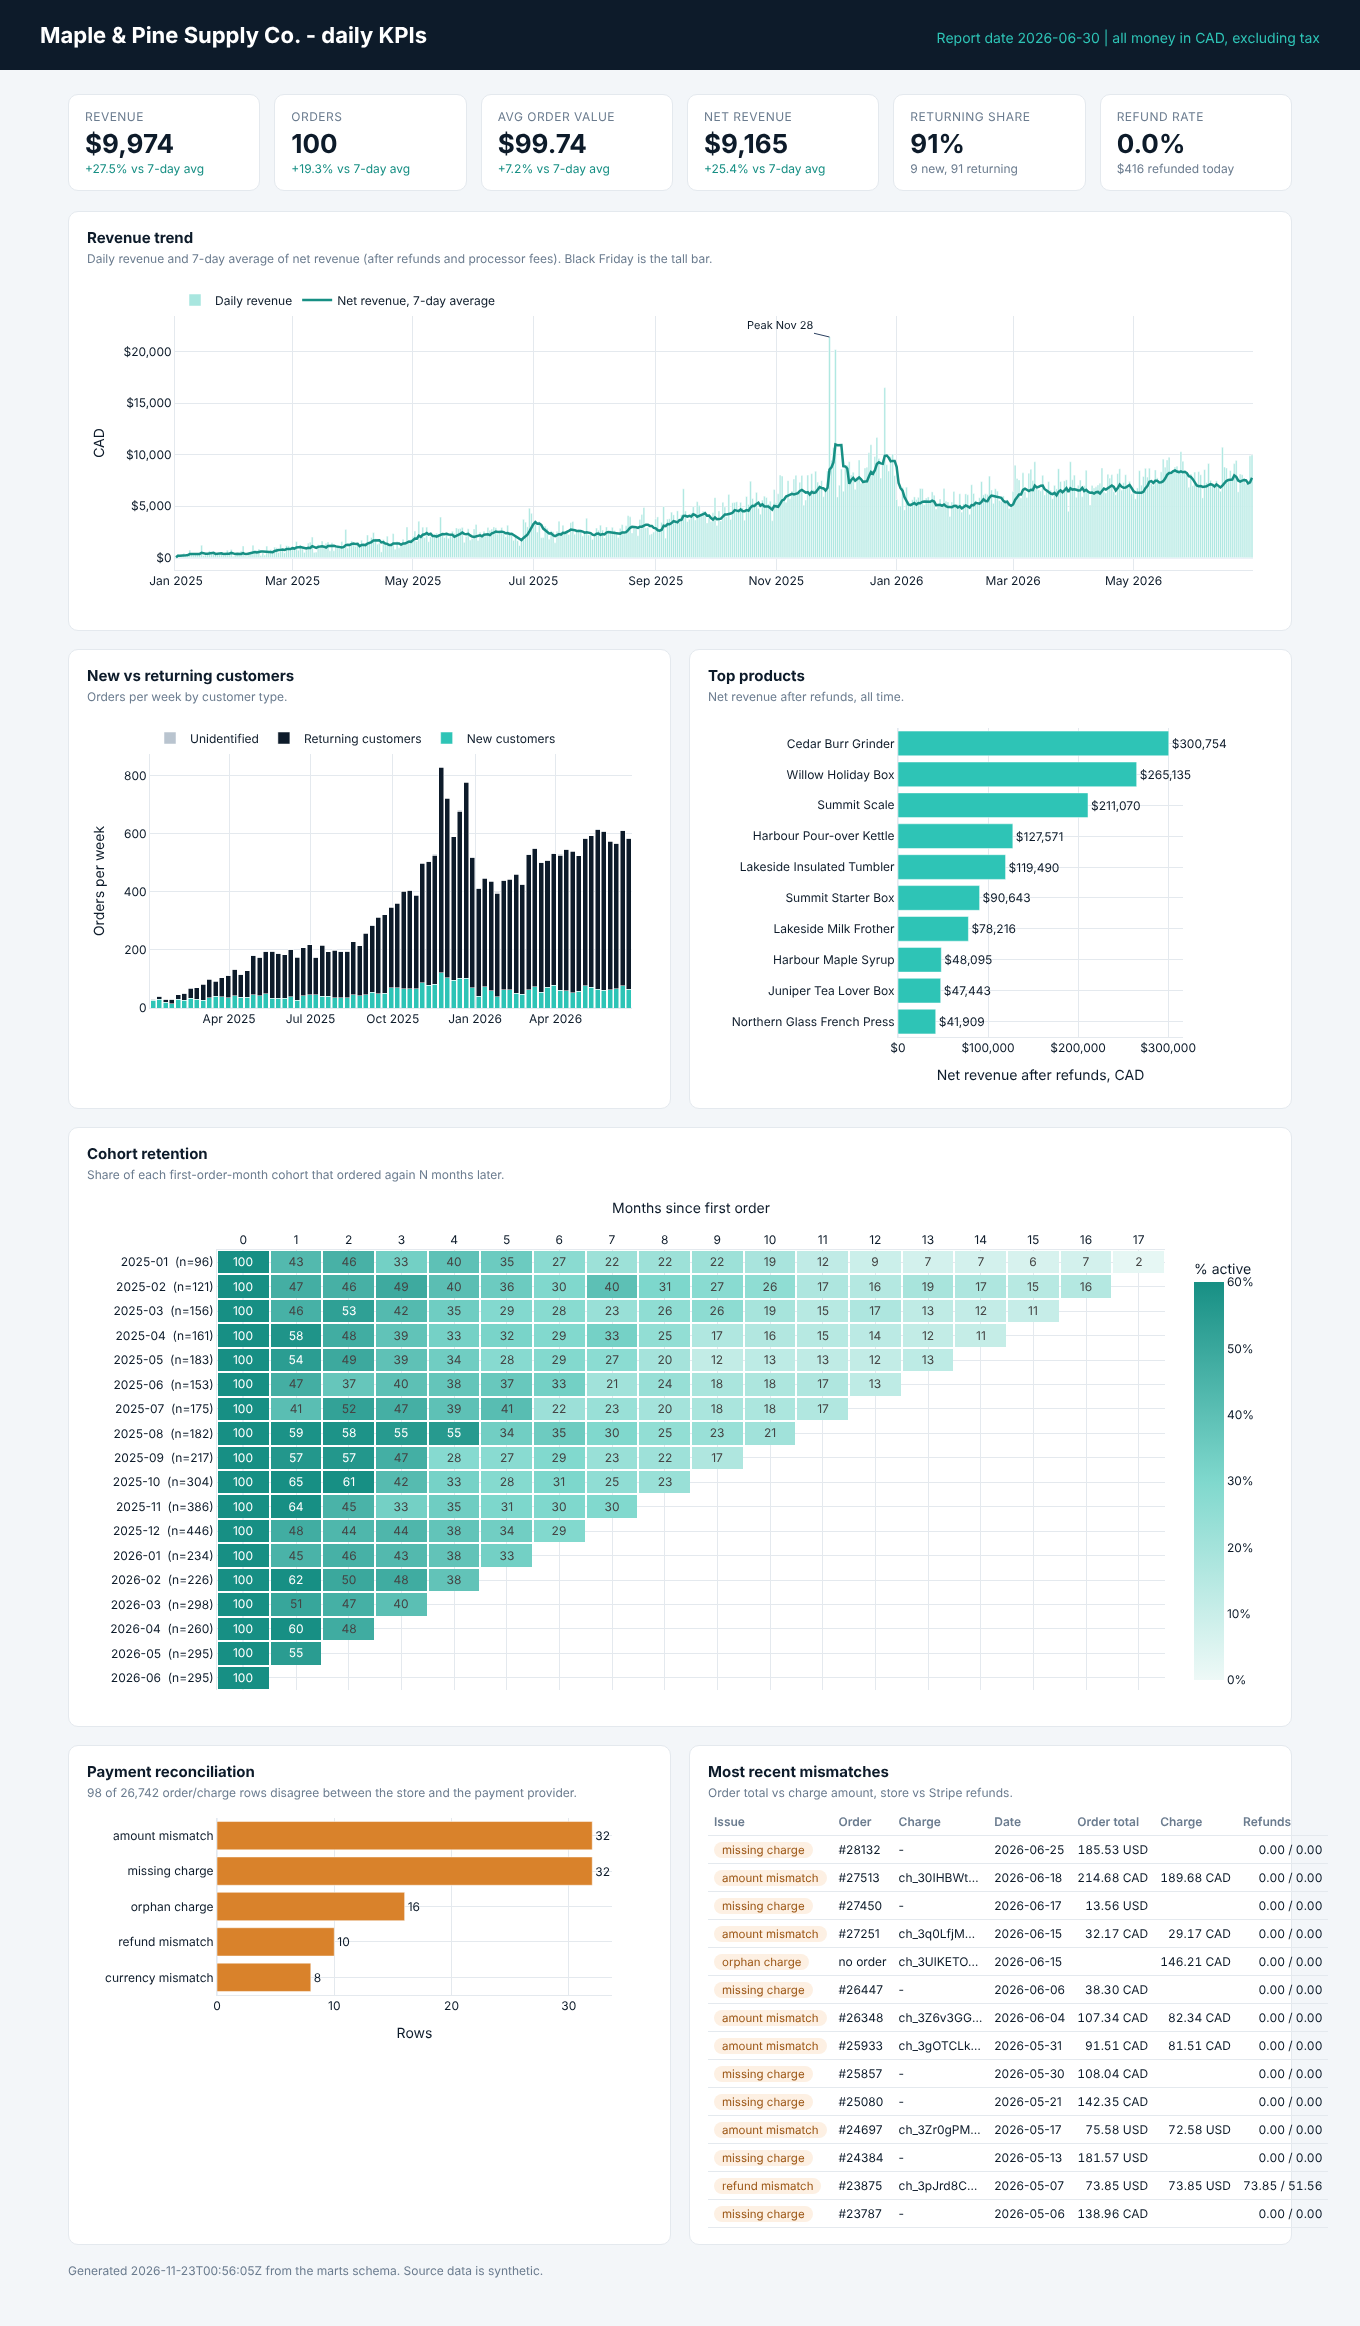 Maple & Pine Supply Co. - daily KPIs
Report date 2026-06-30 | all money in CAD, excluding tax
REVENUE
$9,974
+27.5% vs 7-day avg
ORDERS
100
+19.3% vs 7-day avg
AVG ORDER VALUE
$99.74
+7.2% vs 7-day avg
NET REVENUE
$9,165
+25.4% vs 7-day avg
RETURNING SHARE
91%
9 new, 91 returning
REFUND RATE
0.0%
$416 refunded today
Revenue trend
Daily revenue and 7-day average of net revenue (after refunds and processor fees). Black Friday is the tall bar.
Daily revenue
Net revenue, 7-day average
Peak Nov 28
CAD
$20,000
$15,000
$10,000
$5,000
$0
Jan 2025 Mar 2025 May 2025 Jul 2025 Sep 2025 Nov 2025 Jan 2026 Mar 2026 May 2026
New vs returning customers
Orders per week by customer type.
Unidentified Returning customers New customers
Orders per week
800
600
400
200
0
Apr 2025 Jul 2025 Oct 2025 Jan 2026 Apr 2026
Top products
Net revenue after refunds, all time.
Cedar Burr Grinder $300,754
Willow Holiday Box $265,135
Summit Scale $211,070
Harbour Pour-over Kettle $127,571
Lakeside Insulated Tumbler $119,490
Summit Starter Box $90,643
Lakeside Milk Frother $78,216
Harbour Maple Syrup $48,095
Juniper Tea Lover Box $47,443
Northern Glass French Press $41,909
$0 $100,000 $200,000 $300,000
Net revenue after refunds, CAD
Cohort retention
Share of each first-order-month cohort that ordered again N months later.
Months since first order
0 1 2 3 4 5 6 7 8 9 10 11 12 13 14 15 16 17
2025-01 (n=96) 100 43 46 33 40 35 27 22 22 22 19 12 9 7 7 6 7 2
2025-02 (n=121) 100 47 46 49 40 36 30 40 31 27 26 17 16 19 17 15 16
2025-03 (n=156) 100 46 53 42 35 29 28 23 26 26 19 15 17 13 12 11
2025-04 (n=161) 100 58 48 39 33 32 29 33 25 17 16 15 14 12 11
2025-05 (n=183) 100 54 49 39 34 28 29 27 20 12 13 13 12 13
2025-06 (n=153) 100 47 37 40 38 37 33 21 24 18 18 17 13
2025-07 (n=175) 100 41 52 47 39 41 22 23 20 18 18 17
2025-08 (n=182) 100 59 58 55 55 34 35 30 25 23 21
2025-09 (n=217) 100 57 57 47 28 27 29 23 22 17
2025-10 (n=304) 100 65 61 42 33 28 31 25 23
2025-11 (n=386) 100 64 45 33 35 31 30 30
2025-12 (n=446) 100 48 44 44 38 34 29
2026-01 (n=234) 100 45 46 43 38 33
2026-02 (n=226) 100 62 50 48 38
2026-03 (n=298) 100 51 47 40
2026-04 (n=260) 100 60 48
2026-05 (n=295) 100 55
2026-06 (n=295) 100
% active
60%
50%
40%
30%
20%
10%
0%
Payment reconciliation
98 of 26,742 order/charge rows disagree between the store and the payment provider.
amount mismatch 32
missing charge 32
orphan charge 16
refund mismatch 10
currency mismatch 8
0 10 20 30
Rows
Most recent mismatches
Order total vs charge amount, store vs Stripe refunds.
Issue Order Charge Date Order total Charge Refunds
missing charge #28132 - 2026-06-25 185.53 USD 0.00 / 0.00
amount mismatch #27513 ch_30IHBWt... 2026-06-18 214.68 CAD 189.68 CAD 0.00 / 0.00
missing charge #27450 - 2026-06-17 13.56 USD 0.00 / 0.00
amount mismatch #27251 ch_3q0LfjM... 2026-06-15 32.17 CAD 29.17 CAD 0.00 / 0.00
orphan charge no order ch_3UIKETO... 2026-06-15 146.21 CAD 0.00 / 0.00
missing charge #26447 - 2026-06-06 38.30 CAD 0.00 / 0.00
amount mismatch #26348 ch_3Z6v3GG... 2026-06-04 107.34 CAD 82.34 CAD 0.00 / 0.00
amount mismatch #25933 ch_3gOTCLk... 2026-05-31 91.51 CAD 81.51 CAD 0.00 / 0.00
missing charge #25857 - 2026-05-30 108.04 CAD 0.00 / 0.00
missing charge #25080 - 2026-05-21 142.35 CAD 0.00 / 0.00
amount mismatch #24697 ch_3Zr0gPM... 2026-05-17 75.58 USD 72.58 USD 0.00 / 0.00
missing charge #24384 - 2026-05-13 181.57 USD 0.00 / 0.00
refund mismatch #23875 ch_3pJrd8C... 2026-05-07 73.85 USD 73.85 USD 73.85 / 51.56
missing charge #23787 - 2026-05-06 138.96 CAD 0.00 / 0.00
Generated 2026-11-23T00:56:05Z from the marts schema. Source data is synthetic.